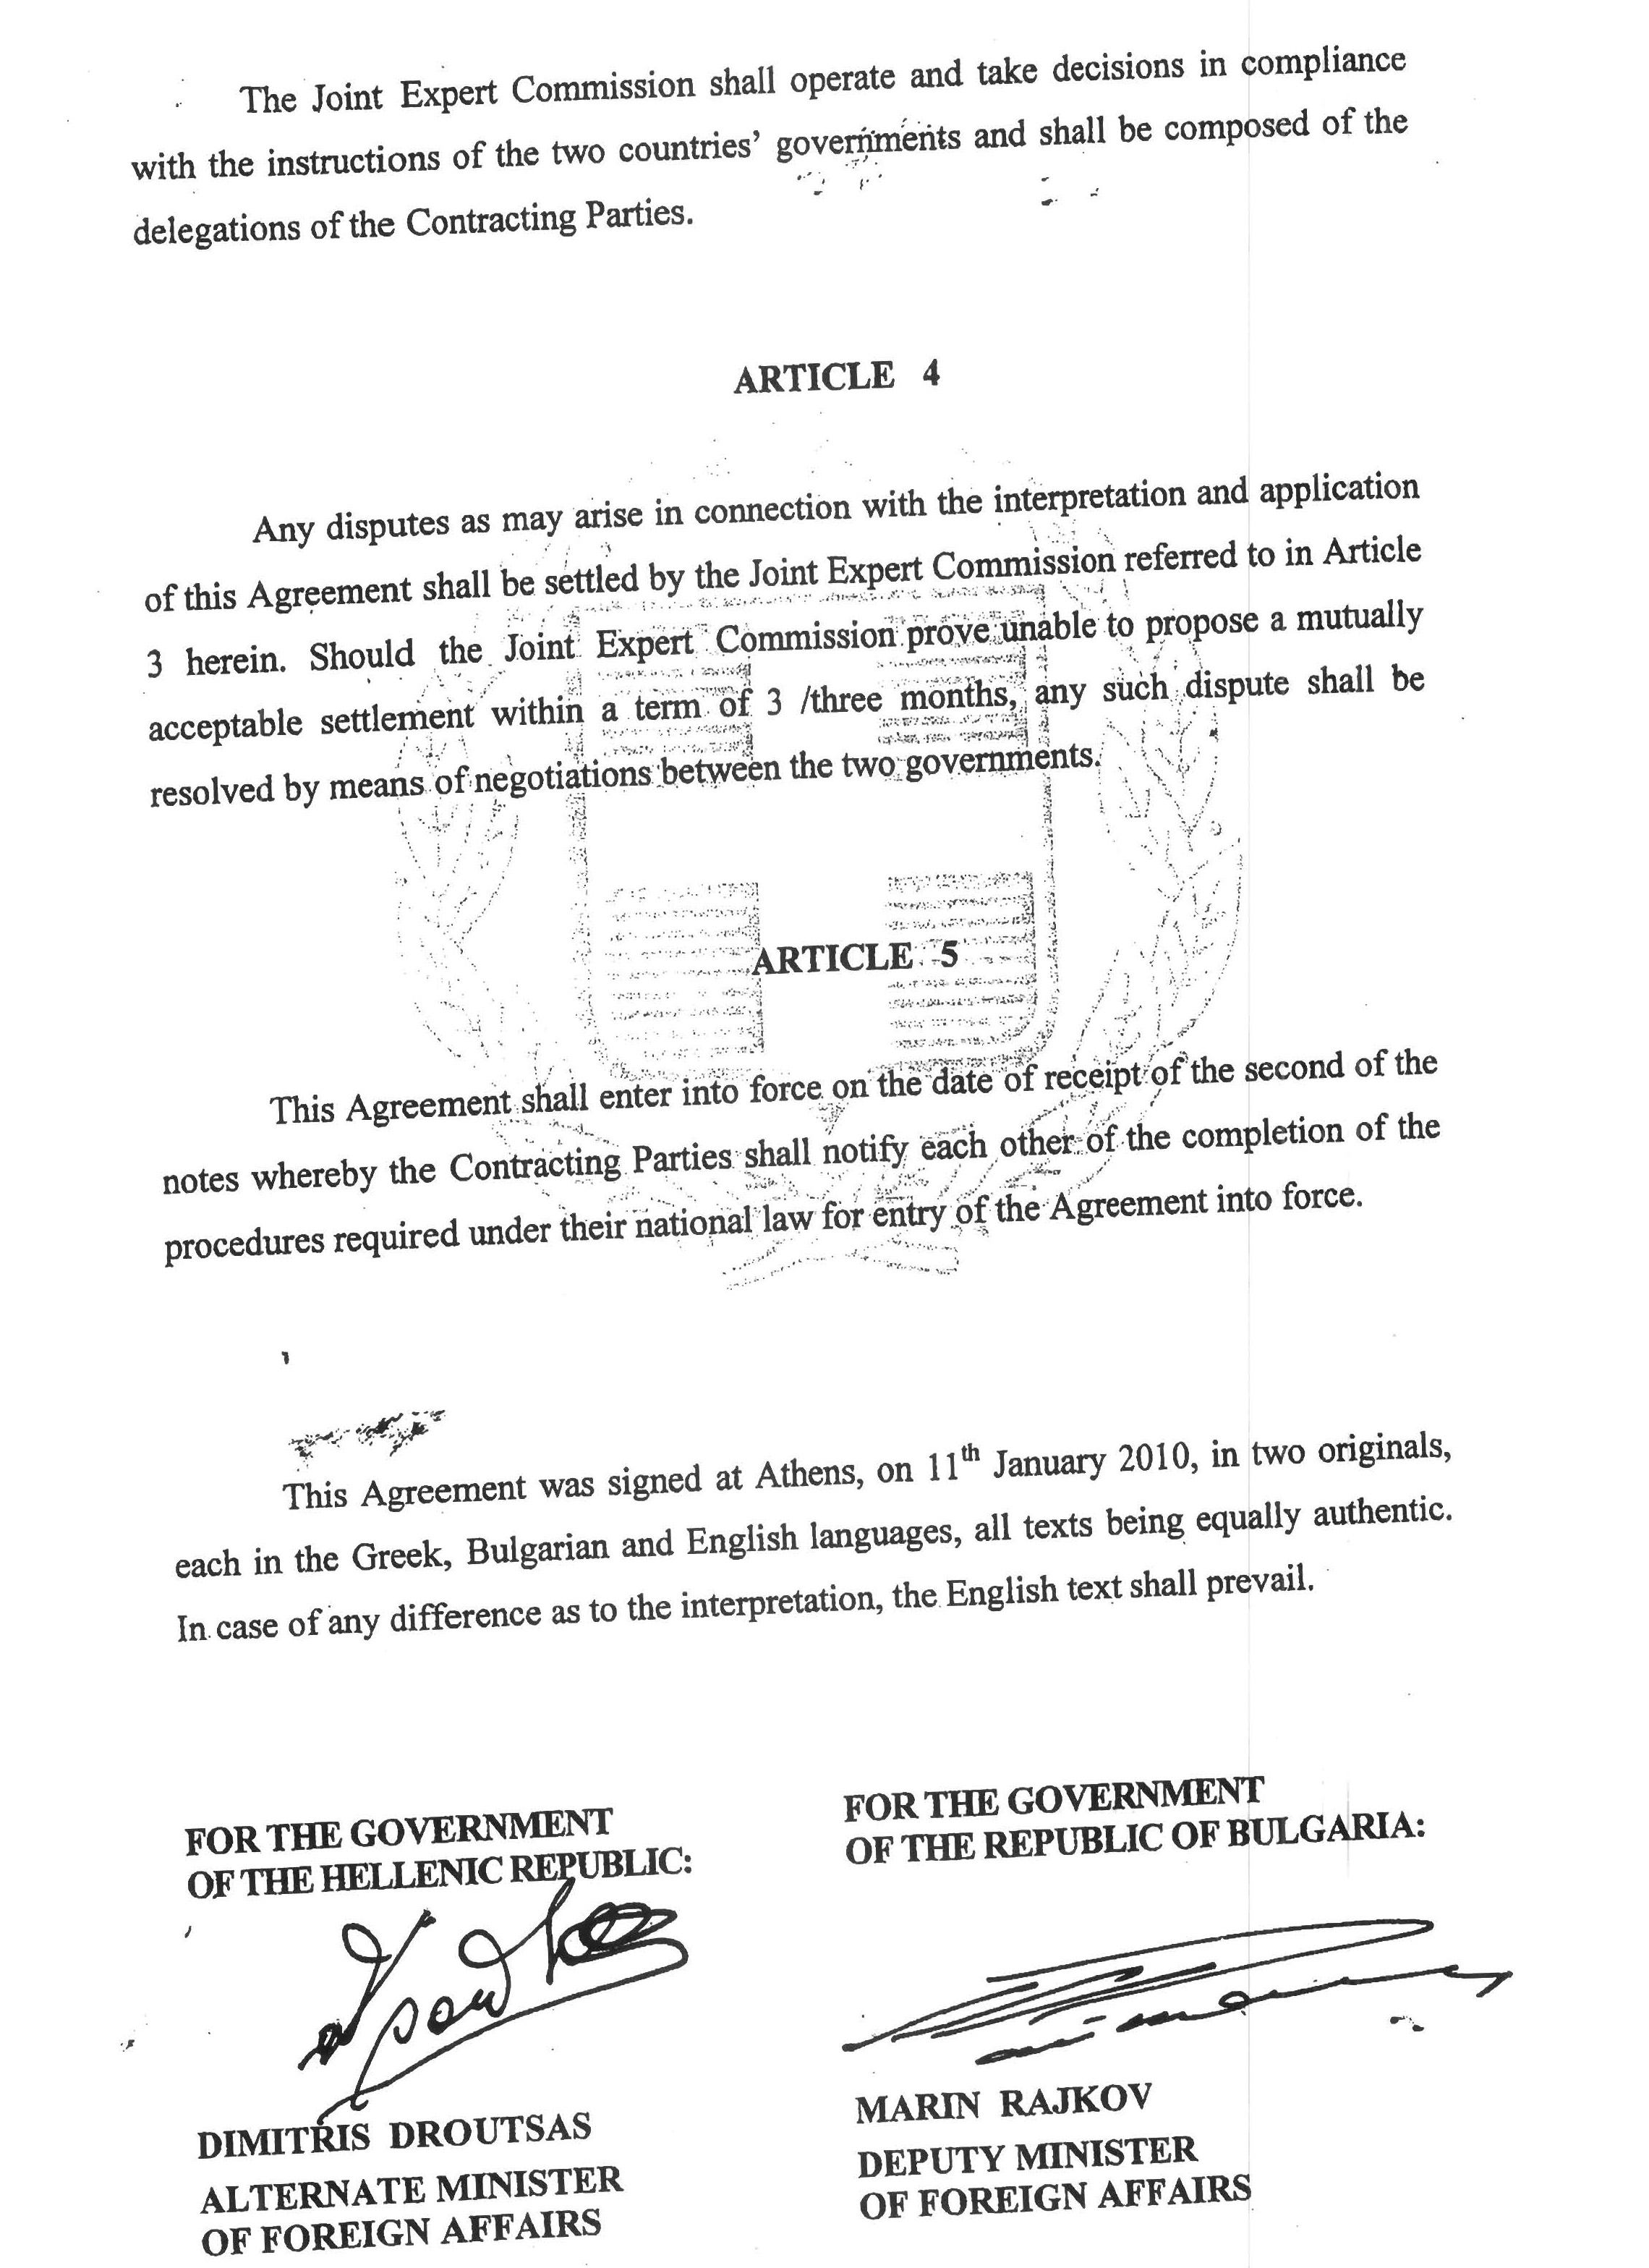 The Joint Expert Commission shall operate and take decisions in compliance
with the instructions of the two countries’ governments and shall be composed of the
delegations of the Contracting Parties.
ARTICLE 4
Any disputes as may arise in connection with the interpretation and application
of this Agreement shall be settled by the Joint Expert Commission referred to in Article
3 herein. Should the Joint Expert Commission prove unable to propose a mutually
acceptable settlement within a term of 3 /three months, any such dispute shall be
resolved by means of negotiations between the two governments.
ARTICLE 5
This Agreement shall enter into force on the date of receipt of the second of the
notes whereby the Contracting Parties shall notify each other of the completion of the
procedures required under their national law for entry of the Agreement into force.
This Agreement was signed at Athens, on 11th January 2010, in two originals,
each in the Greek, Bulgarian and English languages, all texts being equally authentic.
In case of any difference as to the interpretation, the English text shall prevail.
FOR THE GOVERNMENT
OF THE HELLENIC REPUBLIC:
DIMITRIS DROUTSAS
ALTERNATE MINISTER
OF FOREIGN AFFAIRS
FOR THE GOVERNMENT
OF THE REPUBLIC OF BULGARIA:
MARIN RAJKOV
DEPUTY MINISTER
OF FOREIGN AFFAIRS